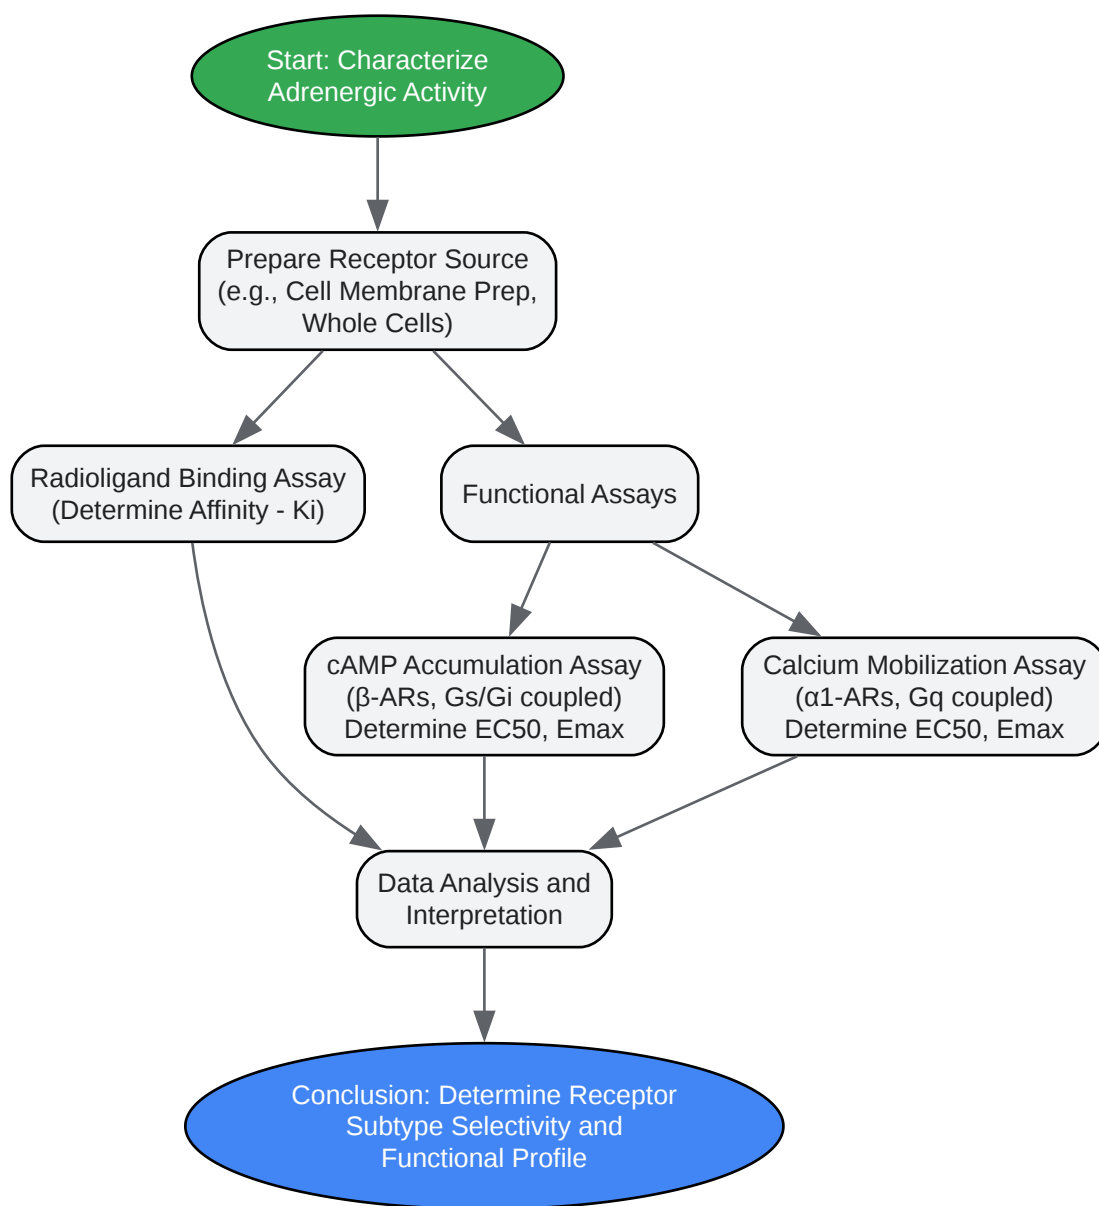 Start: Characterize
Adrenergic Activity
Prepare Receptor Source
(e.g., Cell Membrane Prep,
Whole Cells)
Radioligand Binding Assay
(Determine Affinity - Ki)
Functional Assays
cAMP Accumulation Assay
(β-ARs, Gs/Gi coupled)
Determine EC50, Emax
Calcium Mobilization Assay
(α1-ARs, Gq coupled)
Determine EC50, Emax
Data Analysis and
Interpretation
Conclusion: Determine Receptor
Subtype Selectivity and
Functional Profile